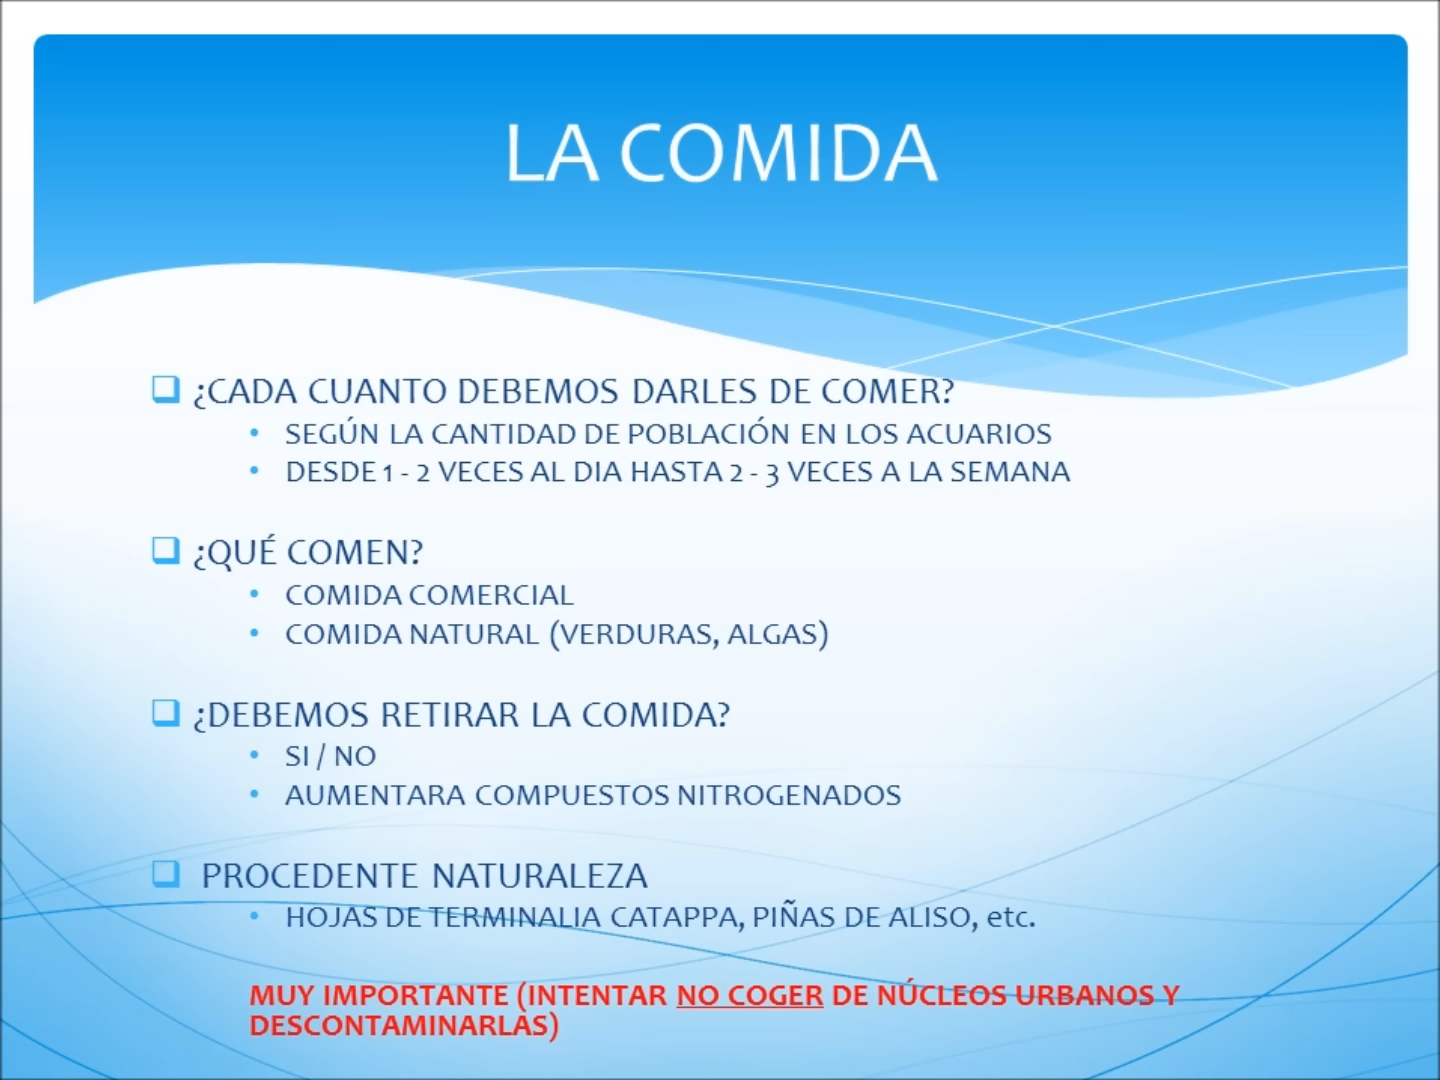 LA COMIDA
¿CADA CUANTO DEBEMOS DARLES DE COMER?
• SEGÚN LA CANTIDAD DE POBLACIÓN EN LOS ACUARIOS
• DESDE 1 - 2 VECES AL DIA HASTA 2 - 3 VECES A LA SEMANA
¿QUÉ COMEN?
• COMIDA COMERCIAL
• COMIDA NATURAL (VERDURAS, ALGAS)
¿DEBEMOS RETIRAR LA COMIDA?
• SI / NO
• AUMENTARA COMPUESTOS NITROGENADOS
PROCEDENTE NATURALEZA
• HOJAS DE TERMINALIA CATAPPA, PIÑAS DE ALISO, etc.
MUY IMPORTANTE (INTENTAR NO COGER DE NÚCLEOS URBANOS Y
DESCONTAMINARLAS)